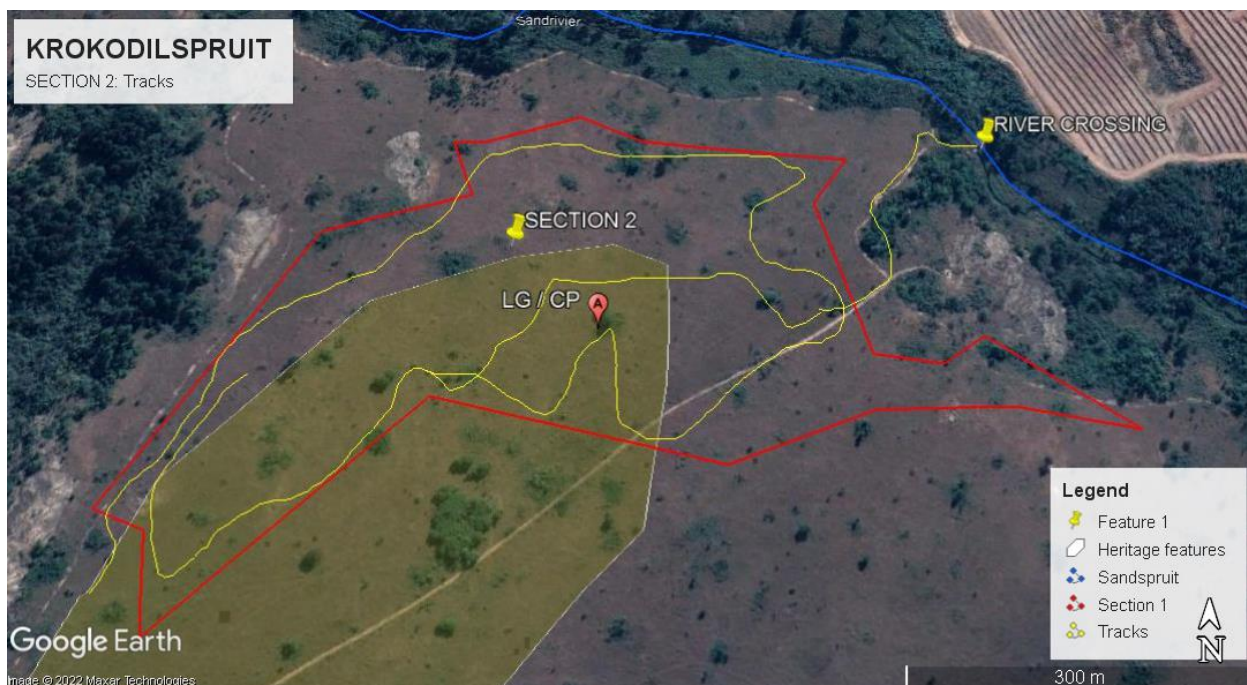 KROKODILSPRUIT
SECTION 2: Tracks
Sandrivier
RIVER CROSSING
SECTION 2
LG / CP
A
Legend
Feature 1
Heritage features
Sandspruit
Section 1
Tracks
N
Google Earth
Image © 2022 Maxar Technologies
300 m